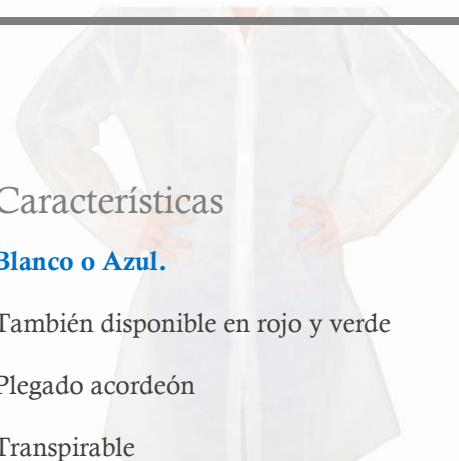 Características
Blanco o Azul.
También disponible en rojo y verde
Plegado acordeón
Transpirable